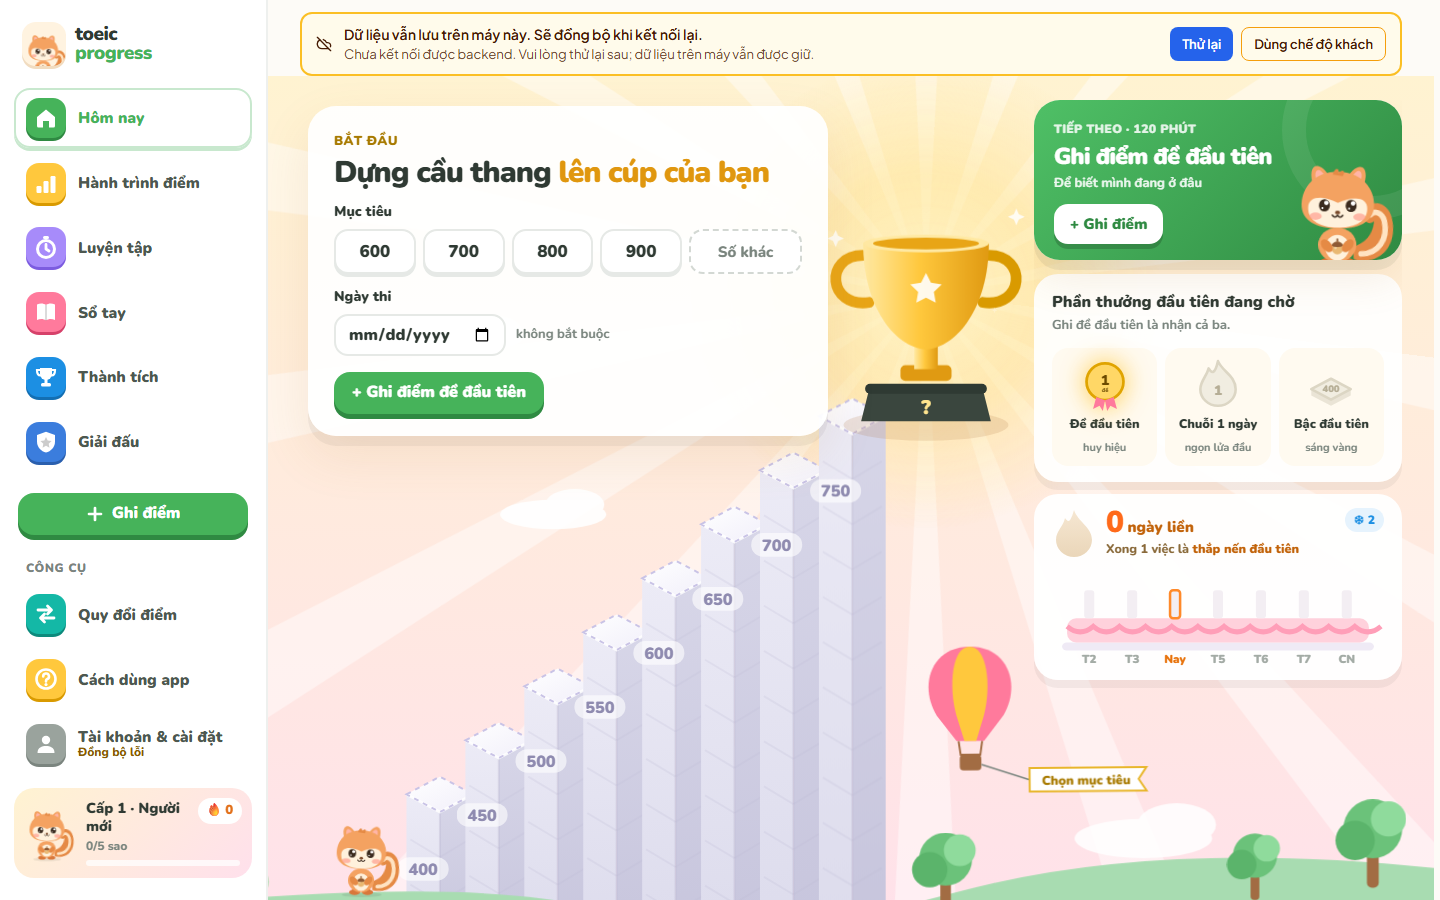 toeic
progress
Hôm nay
Hành trình điểm
Luyện tập
Sổ tay
Thành tích
Giải đấu
+ Ghi điểm
CÔNG CỤ
Quy đổi điểm
Cách dùng app
Tài khoản & cài đặt
Đồng bộ lỗi
Cấp 1 · Người
mới
0
0/5 sao
Dữ liệu vẫn lưu trên máy này. Sẽ đồng bộ khi kết nối lại.
Chưa kết nối được backend. Vui lòng thử lại sau; dữ liệu trên máy vẫn được giữ.
Thử lại
Dùng chế độ khách
BẮT ĐẦU
Dựng cầu thang lên cúp của bạn
Mục tiêu
600 700 800 900 Số khác
Ngày thi
mm/dd/yyyy không bắt buộc
+ Ghi điểm đề đầu tiên
?
750
700
650
600
550
500
450
400
Chọn mục tiêu
TIẾP THEO · 120 PHÚT
Ghi điểm đề đầu tiên
Để biết mình đang ở đâu
+ Ghi điểm
Phần thưởng đầu tiên đang chờ
Ghi đề đầu tiên là nhận cả ba.
1
đề
1
400
Đề đầu tiên Chuỗi 1 ngày Bậc đầu tiên
huy hiệu ngọn lửa đầu sáng vàng
0 ngày liền
2
Xong 1 việc là thắp nến đầu tiên
T2 T3 Nay T5 T6 T7 CN